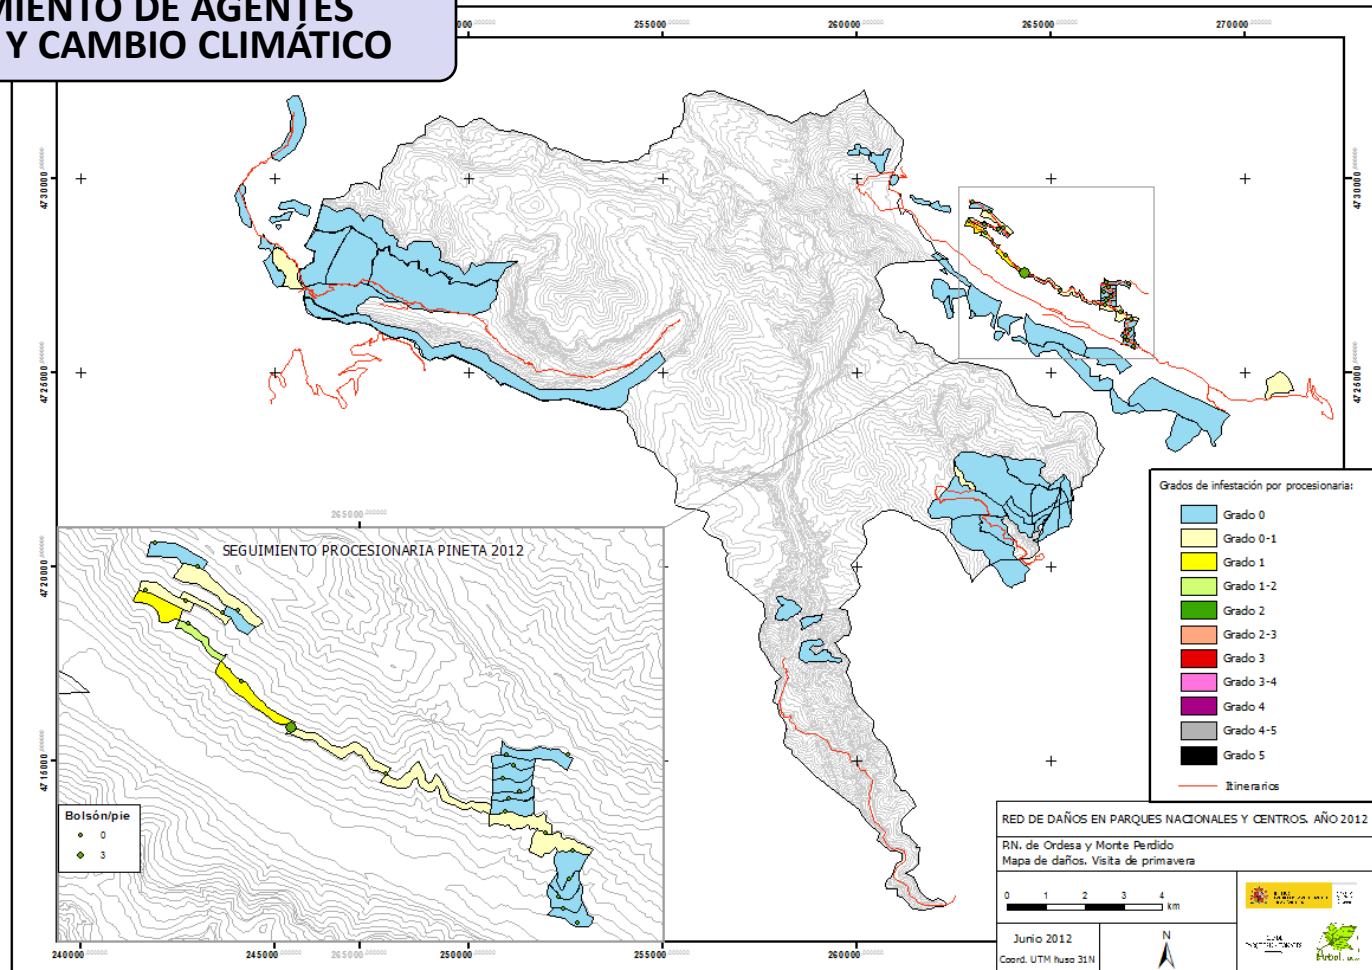 MIENTO DE AGENTES
Y CAMBIO CLIMÁTICO
255000
260000
265000
270000
4730000
4730000
4725000
4725000
4720000
4715000
265000
SEGUIMIENTO PROCESIONARIA PINETA 2012
Bolsón/pie
0
3
240000
245000
265000
250000
255000
260000
Grados de infestación por procesionaria:
Grado 0
Grado 0-1
Grado 1
Grado 1-2
Grado 2
Grado 2-3
Grado 3
Grado 3-4
Grado 4
Grado 4-5
Grado 5
Itinerarios
RED DE DAÑOS EN PARQUES NACIONALES Y CENTROS. AÑO 2012
P.N. de Ordesa y Monte Perdido
Mapa de daños. Visita de primavera
0 1 2 3 4
km
Junio 2012
Coord. UTM huso 31N
N